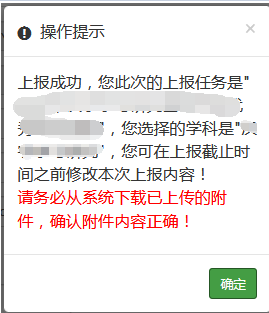 操作提示
×
上报成功，您此次的上报任务是"
"，您选择的学科是"
"，您可在上报截止时
间之前修改本次上报内容！
请务必从系统下载已上传的附
件，确认附件内容正确！
确定